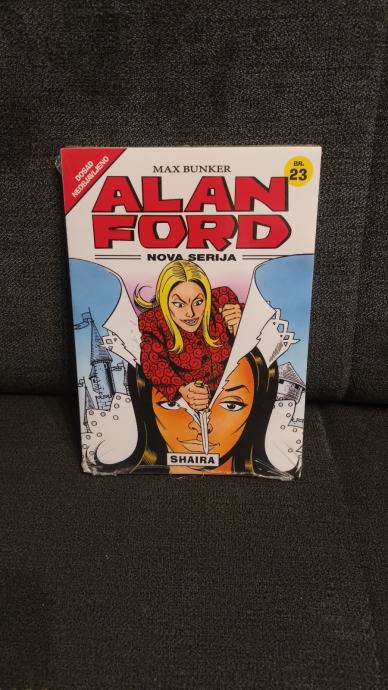 DOSAD
NEOBJAVLJENO
MAX BUNKER
BR.
23
ALAN
FORD
NOVA SERIJA
SHAIRA